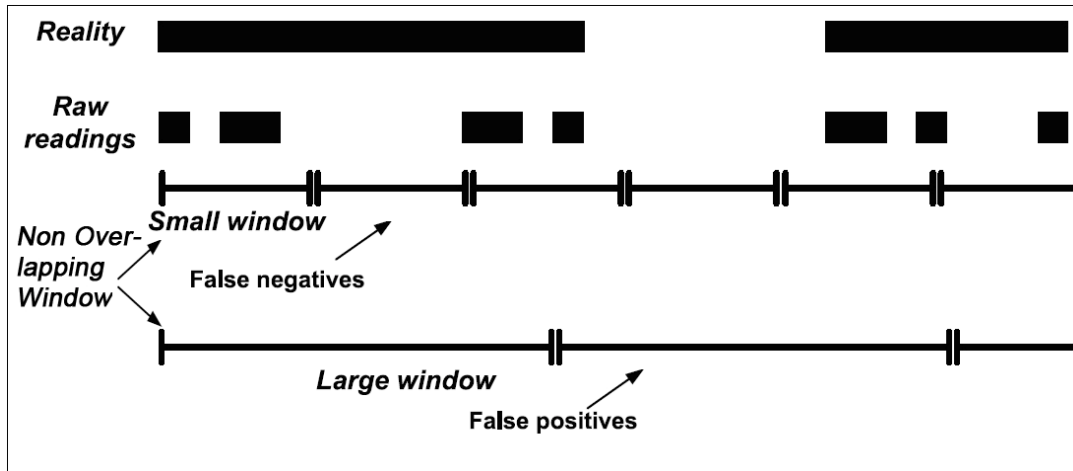 Reality
Raw
readings
Small window
Non Over-
lapping
Window
False negatives
Large window
False positives